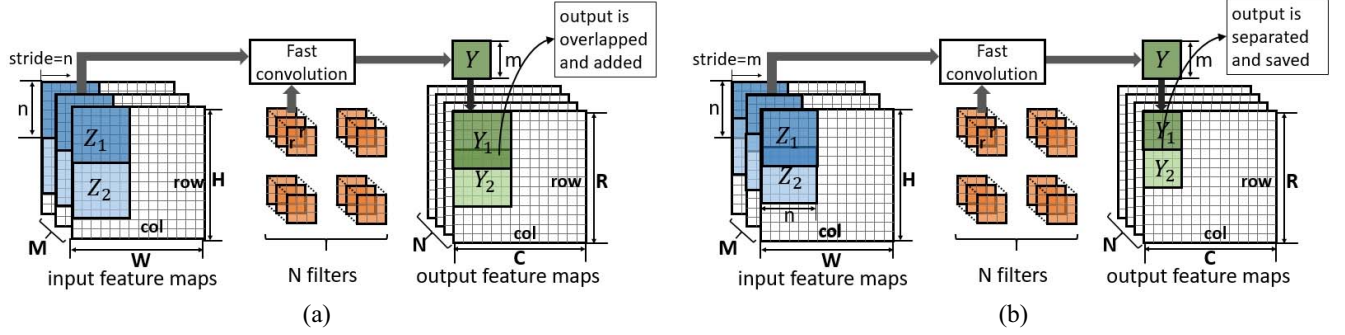 stride=n
n
Z1
Z2
M
W
H
row
col
input feature maps
Fast
convolution
r
r
N filters
Y
m
output is
overlapped
and added
Y1
Y2
N
C
R
row
col
output feature maps
(a)
stride=m
n
Z1
Z2
n
M
W
H
row
col
input feature maps
Fast
convolution
r
r
N filters
Y
m
output is
separated
and saved
Y1
Y2
N
C
R
row
col
output feature maps
(b)